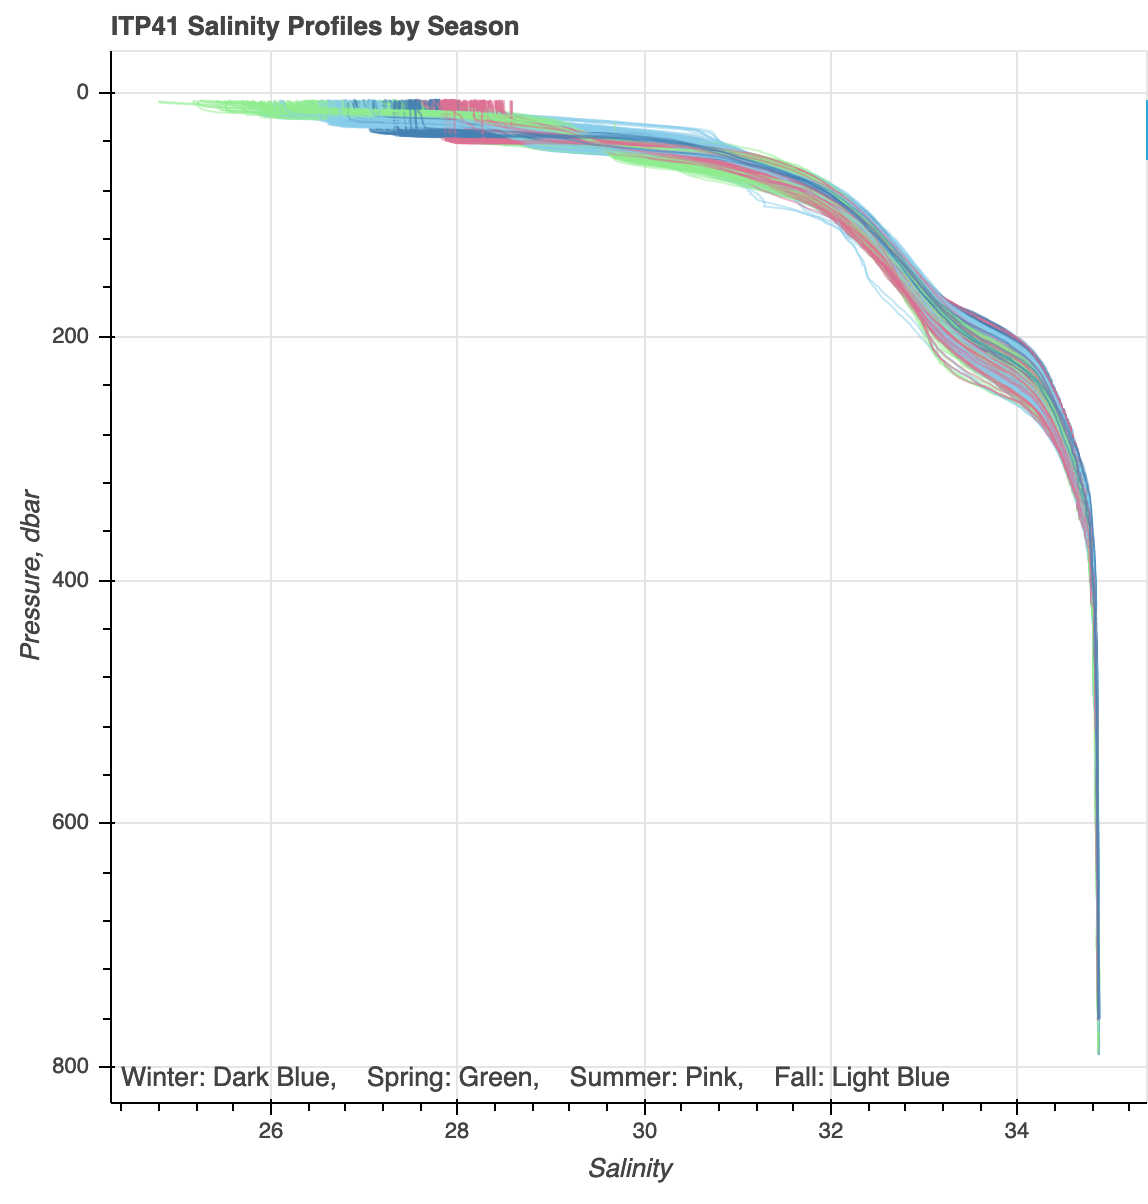 ITP41 Salinity Profiles by Season
0
200
400
600
800
Pressure, dbar
Winter: Dark Blue, Spring: Green, Summer: Pink, Fall: Light Blue
26 28 30 32 34
Salinity